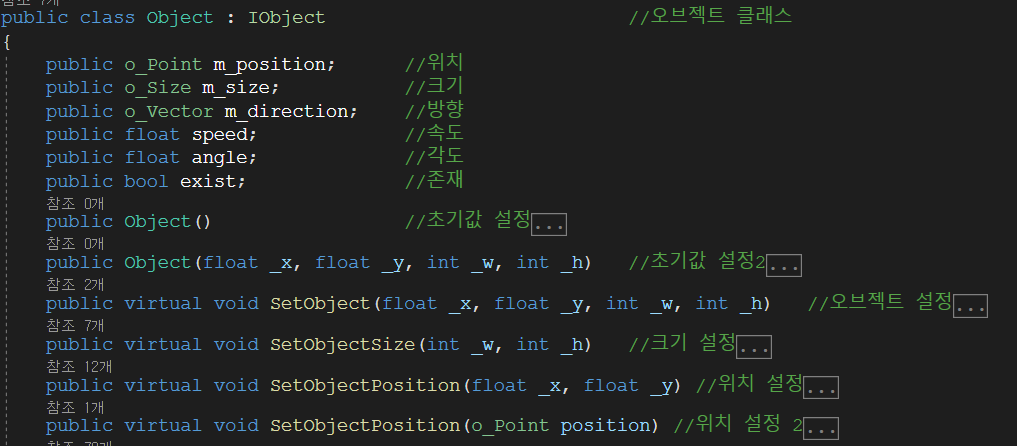 public class Object : IObject //오브젝트 클래스
{
public o_Point m_position; //위치
public o_Size m_size; //크기
public o_Vector m_direction; //방향
public float speed; //속도
public float angle; //각도
public bool exist; //존재
참조 0개
public Object() //초기값 설정...
참조 0개
public Object(float _x, float _y, int _w, int _h) //초기값 설정2...
참조 2개
public virtual void SetObject(float _x, float _y, int _w, int _h) //오브젝트 설정...
참조 7개
public virtual void SetObjectSize(int _w, int _h) //크기 설정...
참조 12개
public virtual void SetObjectPosition(float _x, float _y) //위치 설정...
참조 1개
public virtual void SetObjectPosition(o_Point position) //위치 설정 2...